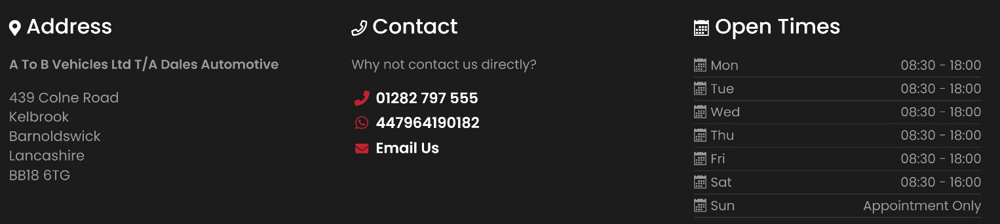 Address
A To B Vehicles Ltd T/A Dales Automotive
439 Colne Road
Kelbrook
Barnoldswick
Lancashire
BB18 6TG
Contact
Why not contact us directly?
01282 797 555
447964190182
Email Us
Open Times
Mon 08:30 - 18:00
Tue 08:30 - 18:00
Wed 08:30 - 18:00
Thu 08:30 - 18:00
Fri 08:30 - 18:00
Sat 08:30 - 16:00
Sun Appointment Only